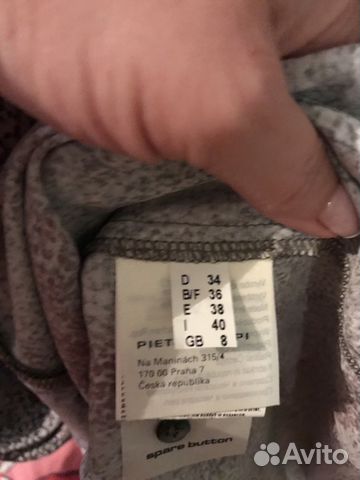 D 34
B/F 36
E 38
I 40
GB 8
PIET PI
Na Maninách 315/4
170 00 Praha 7
Česká republika
spare button
Avito